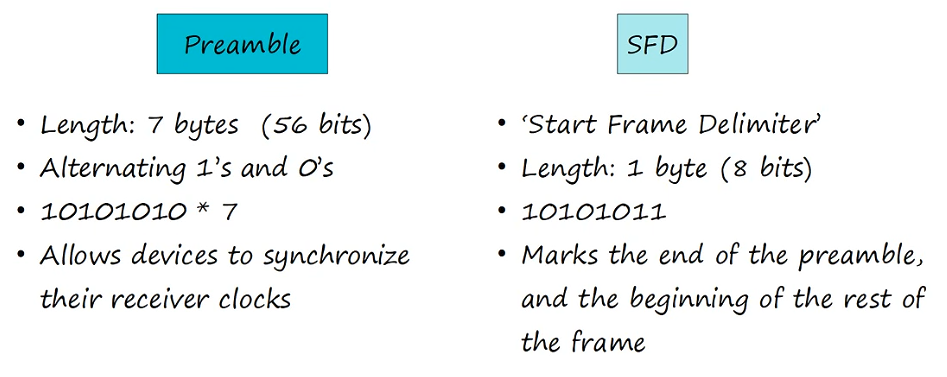 Preamble
• Length: 7 bytes (56 bits)
• Alternating 1's and 0's
• 10101010 * 7
• Allows devices to synchronize
their receiver clocks
SFD
• ‘Start Frame Delimiter’
• Length: 1 byte (8 bits)
• 10101011
• Marks the end of the preamble,
and the beginning of the rest of
the frame